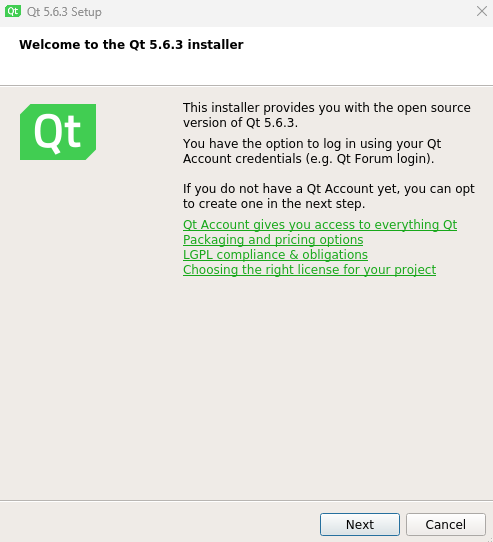 Qt Qt 5.6.3 Setup
Welcome to the Qt 5.6.3 installer
Qt
This installer provides you with the open source
version of Qt 5.6.3.
You have the option to log in using your Qt
Account credentials (e.g. Qt Forum login).
If you do not have a Qt Account yet, you can opt
to create one in the next step.
Qt Account gives you access to everything Qt
Packaging and pricing options
LGPL compliance & obligations
Choosing the right license for your project
Next Cancel